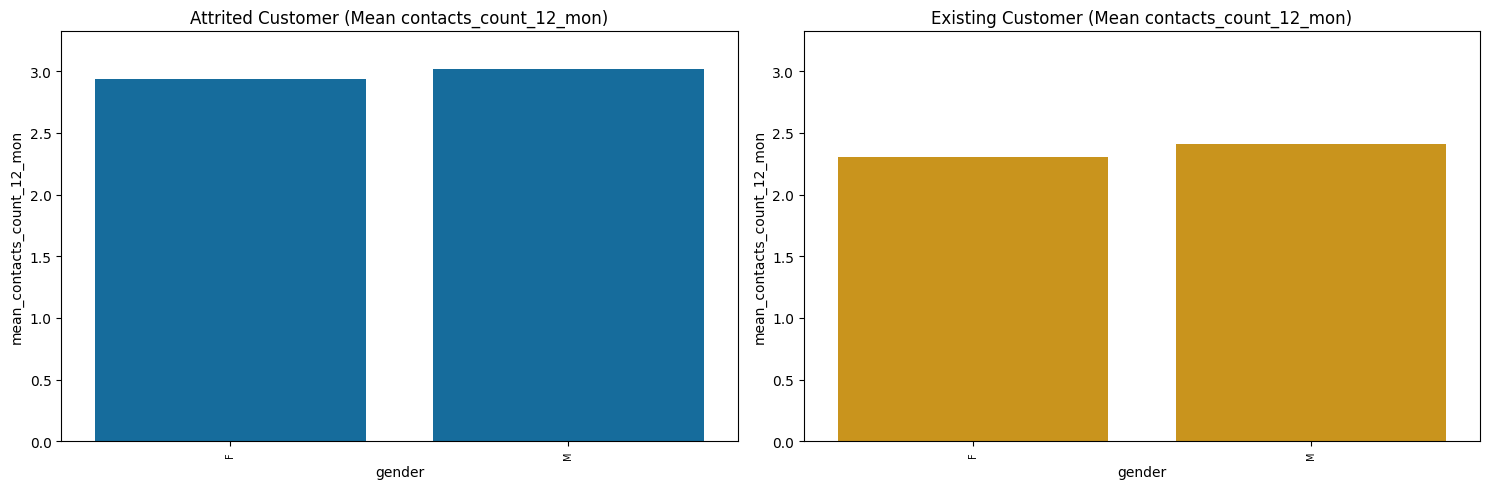 Attrited Customer (Mean contacts_count_12_mon)
mean_contacts_count_12_mon
3.0
2.5
2.0
1.5
1.0
0.5
0.0
F
M
gender
Existing Customer (Mean contacts_count_12_mon)
mean_contacts_count_12_mon
3.0
2.5
2.0
1.5
1.0
0.5
0.0
F
M
gender